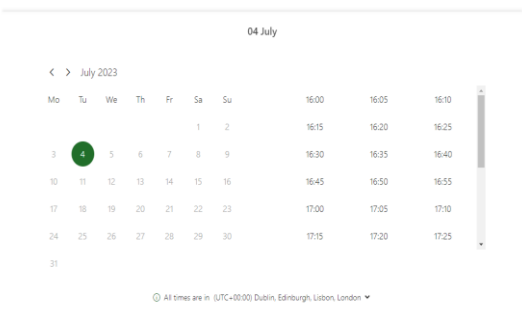 04 July
July 2023
Mo Tu We Th Fr Sa Su
1 2
3 4 5 6 7 8 9
10 11 12 13 14 15 16
17 18 19 20 21 22 23
24 25 26 27 28 29 30
31
16:00 16:05 16:10
16:15 16:20 16:25
16:30 16:35 16:40
16:45 16:50 16:55
17:00 17:05 17:10
17:15 17:20 17:25
All times are in (UTC+00:00) Dublin, Edinburgh, Lisbon, London